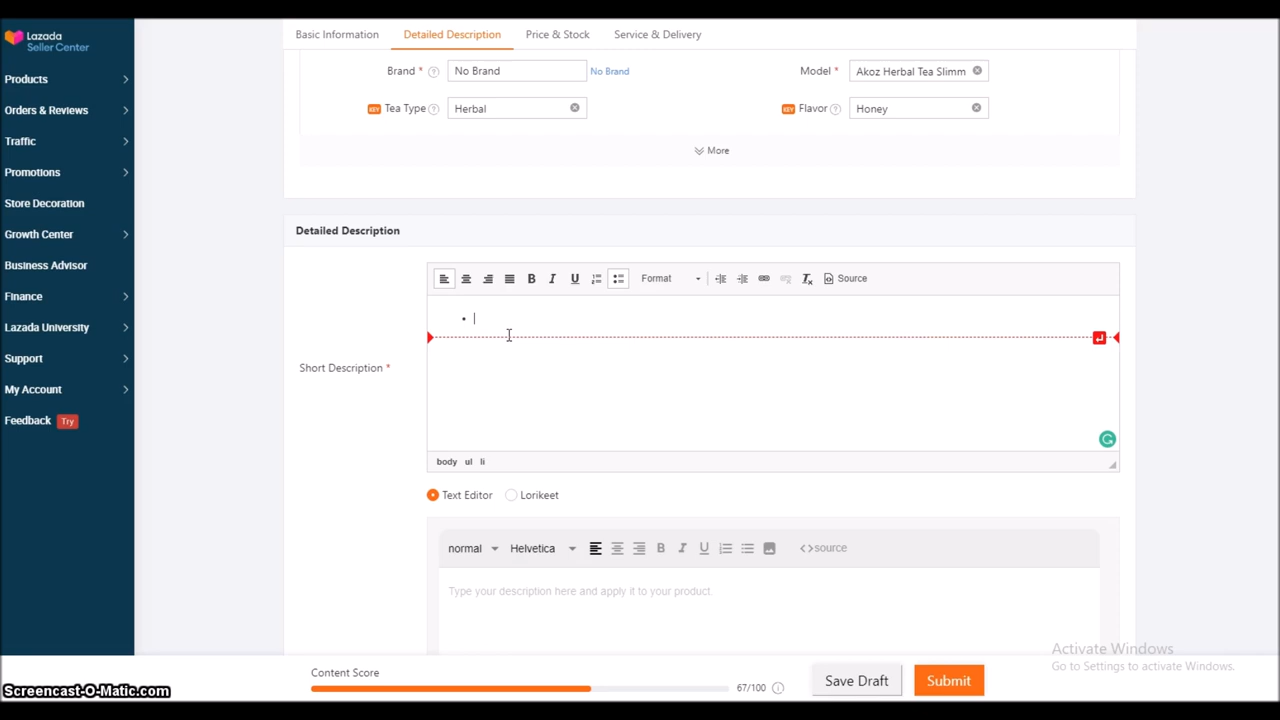 Lazada
Seller Center
Products
Orders & Reviews
Traffic
Promotions
Store Decoration
Growth Center
Business Advisor
Finance
Lazada University
Support
My Account
Feedback Try
Basic Information Detailed Description Price & Stock Service & Delivery
Brand * ? No Brand No Brand Model * Akoz Herbal Tea Slimm
KEY Tea Type ? Herbal KEY Flavor ? Honey
More
Detailed Description
B I U Format Source
Short Description *
body ul li
Text Editor Lorikeet
normal Helvetica B I U <>source
Type your description here and apply it to your product.
Activate Windows
Go to Settings to activate Windows.
Content Score
67/100
Save Draft Submit
Screencast-O-Matic.com